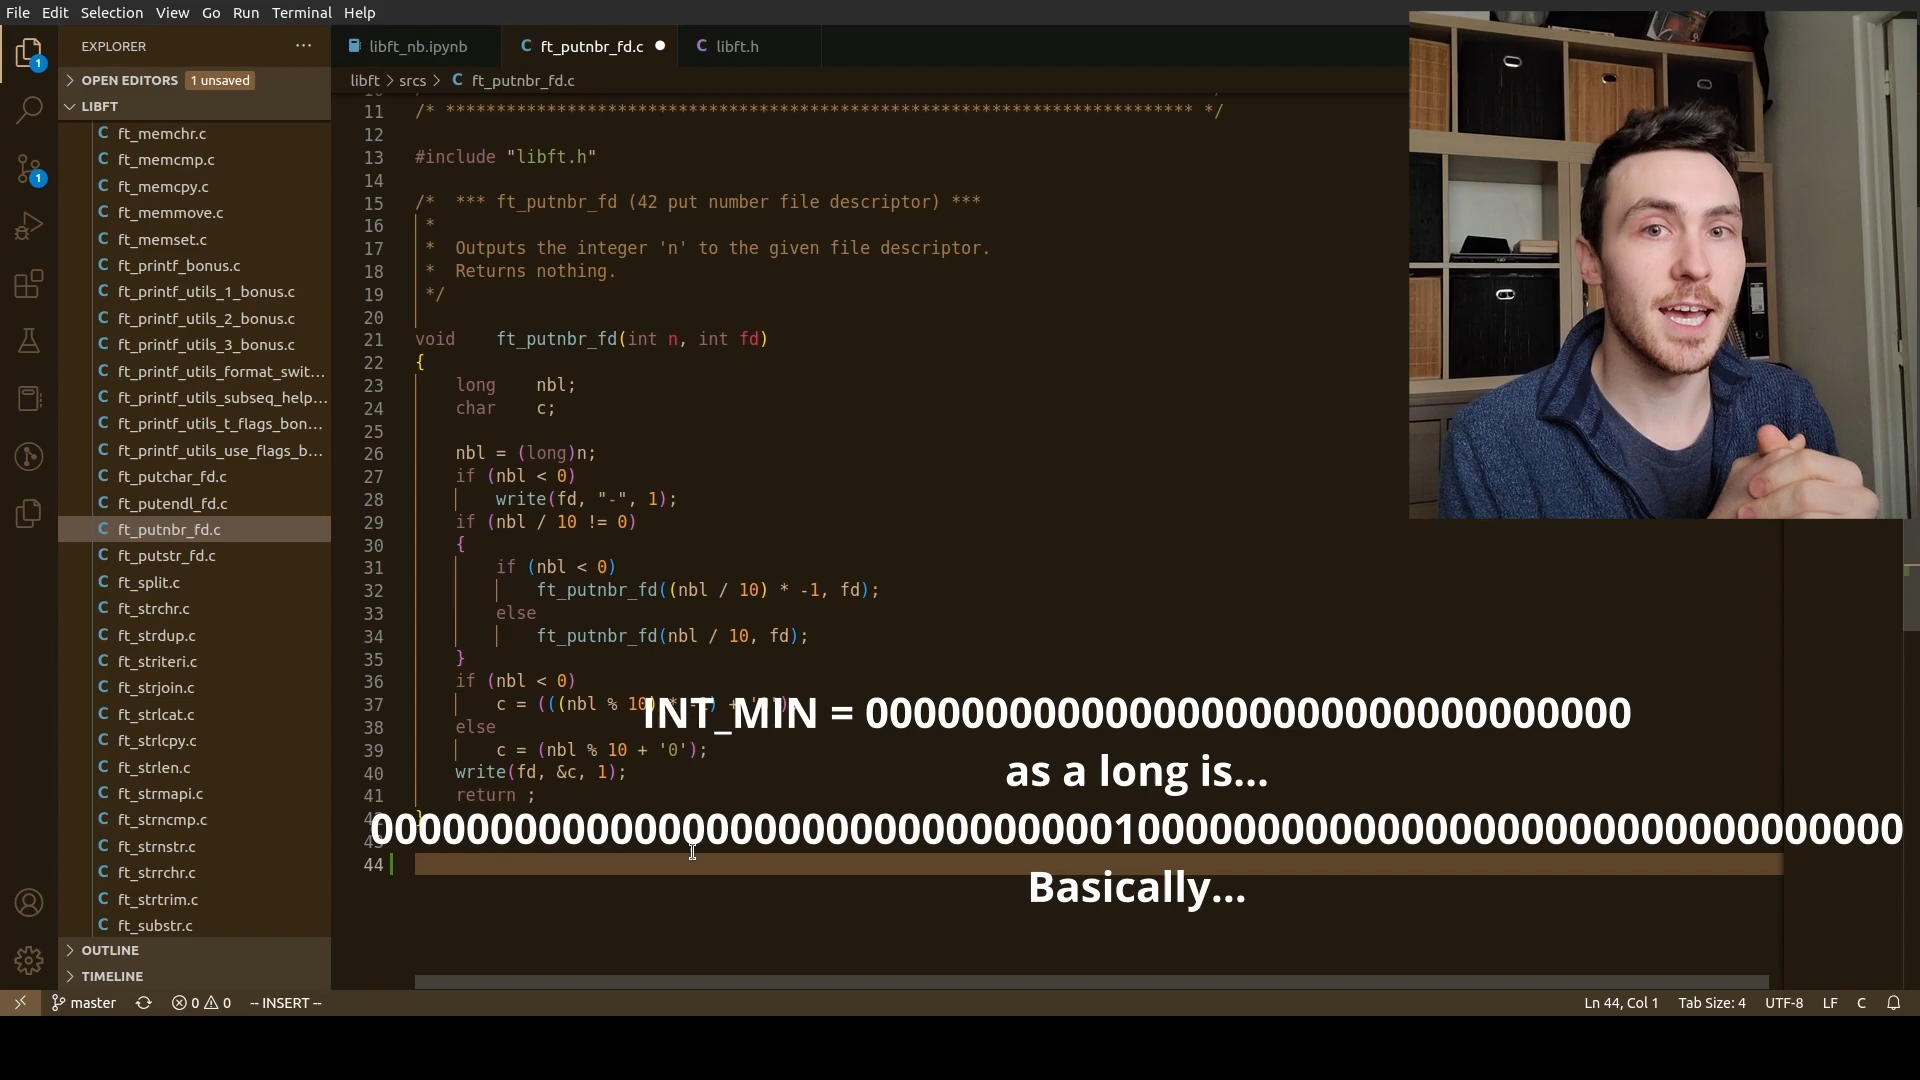 File Edit Selection View Go Run Terminal Help
EXPLORER ···
libft_nb.ipynb
ft_putnbr_fd.c
libft.h
OPEN EDITORS 1 unsaved
libft > srcs > C ft_putnbr_fd.c
LIBFT
1
1
C ft_memchr.c
C ft_memcmp.c
C ft_memcpy.c
C ft_memmove.c
C ft_memset.c
C ft_printf_bonus.c
C ft_printf_utils_1_bonus.c
C ft_printf_utils_2_bonus.c
C ft_printf_utils_3_bonus.c
C ft_printf_utils_format_swit...
C ft_printf_utils_subseq_help...
C ft_printf_utils_t_flags_bon...
C ft_printf_utils_use_flags_b...
C ft_putchar_fd.c
C ft_putendl_fd.c
C ft_putnbr_fd.c
C ft_putstr_fd.c
C ft_split.c
C ft_strchr.c
C ft_strdup.c
C ft_striteri.c
C ft_strjoin.c
C ft_strlcat.c
C ft_strlcpy.c
C ft_strlen.c
C ft_strmapi.c
C ft_strncmp.c
C ft_strnstr.c
C ft_strrchr.c
C ft_strtrim.c
C ft_substr.c
OUTLINE
TIMELINE
11 /* ************************************************************************** */
12
13 #include "libft.h"
14
15 /*  *** ft_putnbr_fd (42 put number file descriptor) ***
16 *
17 *  Outputs the integer 'n' to the given file descriptor.
18 *  Returns nothing.
19 */
20
21 void    ft_putnbr_fd(int n, int fd)
22 {
23     long    nbl;
24     char    c;
25
26     nbl = (long)n;
27     if (nbl < 0)
28         write(fd, "-", 1);
29     if (nbl / 10 != 0)
30     {
31         if (nbl < 0)
32             ft_putnbr_fd((nbl / 10) * -1, fd);
33         else
34             ft_putnbr_fd(nbl / 10, fd);
35     }
36     if (nbl < 0)
37         c = (((nbl % 10)
38     else
39         c = (nbl % 10 + '0');
40     write(fd, &c, 1);
41     return ;
44
INT_MIN = 00000000000000000000000000000000
as a long is...
0000000000000000000000000000000100000000000000000000000000000000
Basically...
master 0 0 -- INSERT -- Ln 44, Col 1 Tab Size: 4 UTF-8 LF C